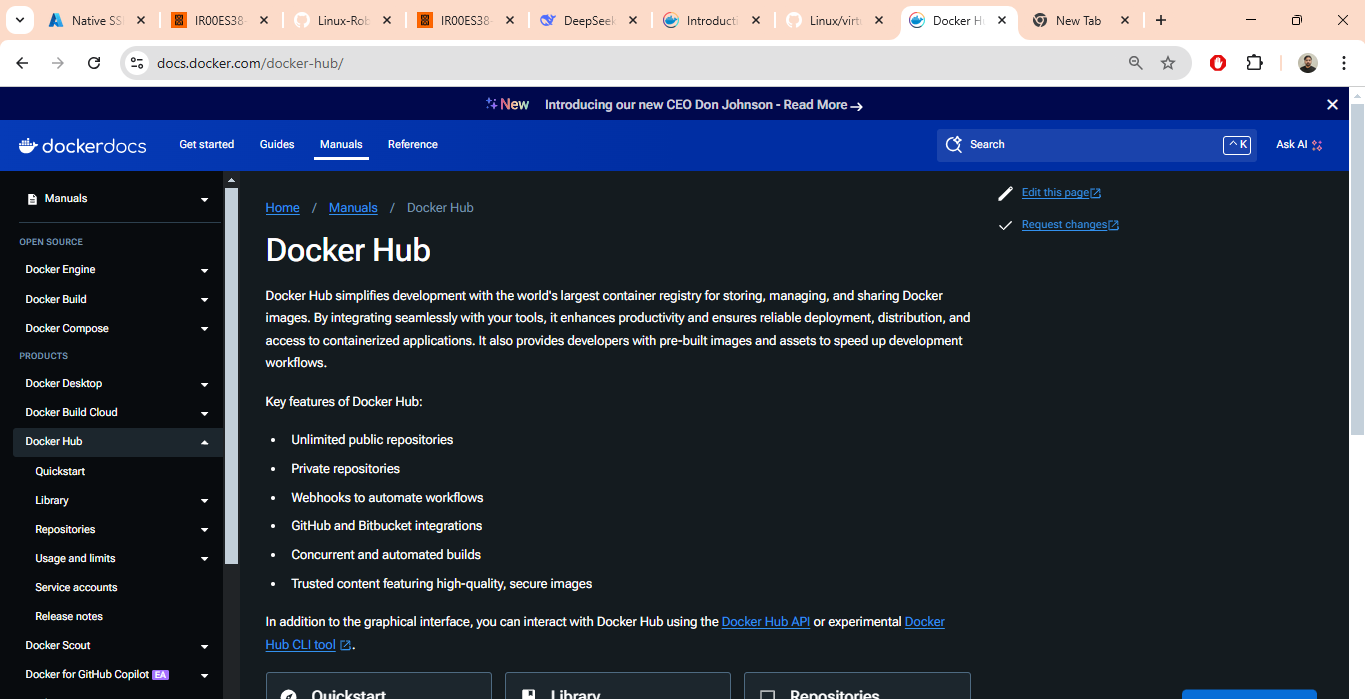 Native SS
IR00ES38-
Linux-Rob
IR00ES38-
DeepSeek
Introducti
Linux/virtu
Docker Hu
New Tab
docs.docker.com/docker-hub/
New Introducing our new CEO Don Johnson - Read More →
dockerdocs
Get started
Guides
Manuals
Reference
Search
^ K
Ask AI
Manuals
OPEN SOURCE
Docker Engine
Docker Build
Docker Compose
PRODUCTS
Docker Desktop
Docker Build Cloud
Docker Hub
Quickstart
Library
Repositories
Usage and limits
Service accounts
Release notes
Docker Scout
Docker for GitHub Copilot EA
Home / Manuals / Docker Hub
Docker Hub
Docker Hub simplifies development with the world's largest container registry for storing, managing, and sharing Docker
images. By integrating seamlessly with your tools, it enhances productivity and ensures reliable deployment, distribution, and
access to containerized applications. It also provides developers with pre-built images and assets to speed up development
workflows.
Key features of Docker Hub:
• Unlimited public repositories
• Private repositories
• Webhooks to automate workflows
• GitHub and Bitbucket integrations
• Concurrent and automated builds
• Trusted content featuring high-quality, secure images
In addition to the graphical interface, you can interact with Docker Hub using the Docker Hub API or experimental Docker
Hub CLI tool.
Quickstart
Library
Repositories
Edit this page
Request changes